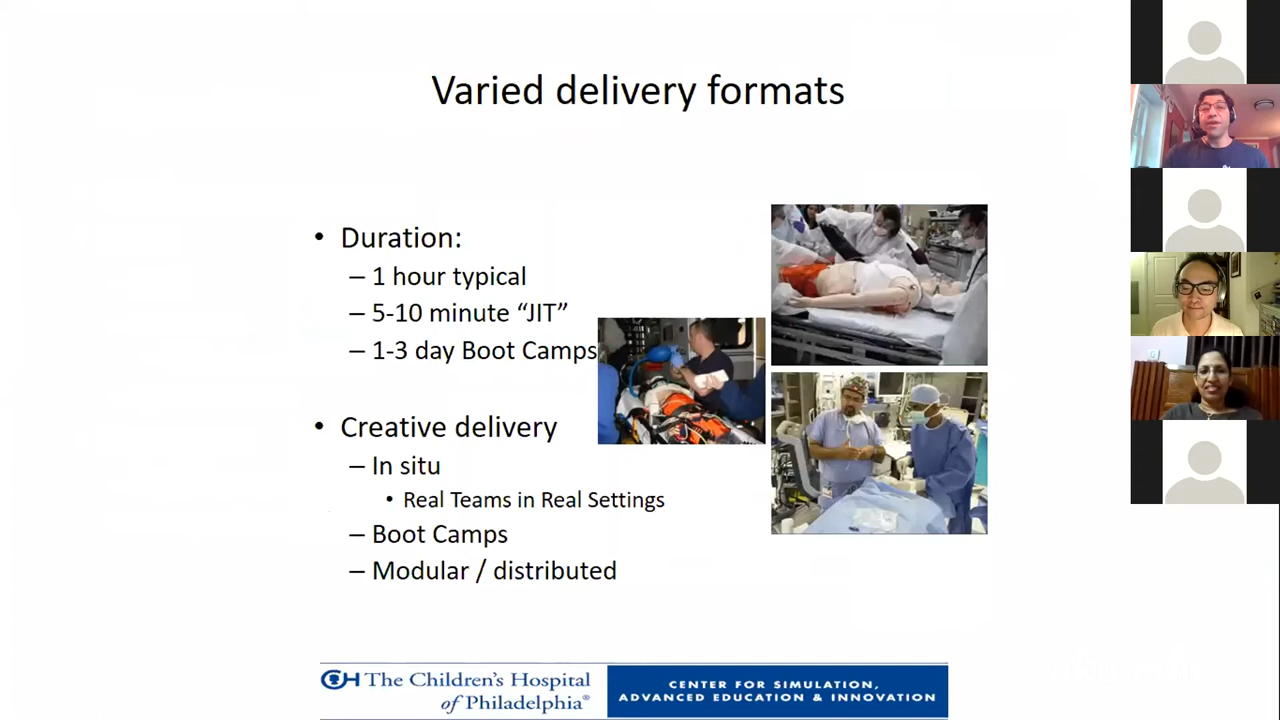 Varied delivery formats
• Duration:
– 1 hour typical
– 5-10 minute “JIT”
– 1-3 day Boot Camps
• Creative delivery
– In situ
• Real Teams in Real Settings
– Boot Camps
– Modular / distributed
The Children's Hospital
of Philadelphia®
CENTER FOR SIMULATION,
ADVANCED EDUCATION & INNOVATION